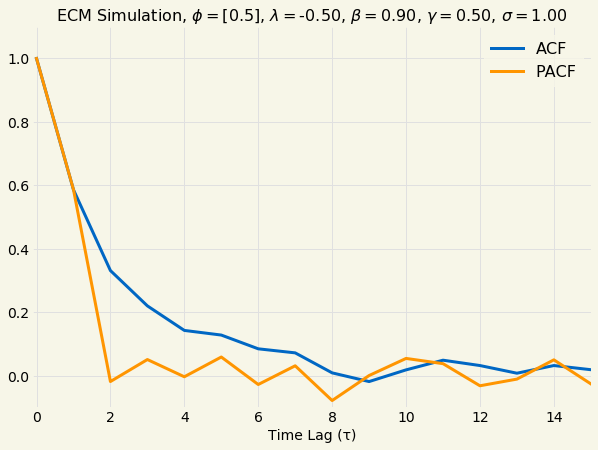 ECM Simulation, ϕ = [0.5], λ = -0.50, β = 0.90, γ = 0.50, σ = 1.00
ACF
PACF
1.0
0.8
0.6
0.4
0.2
0.0
0 2 4 6 8 10 12 14
Time Lag (τ)